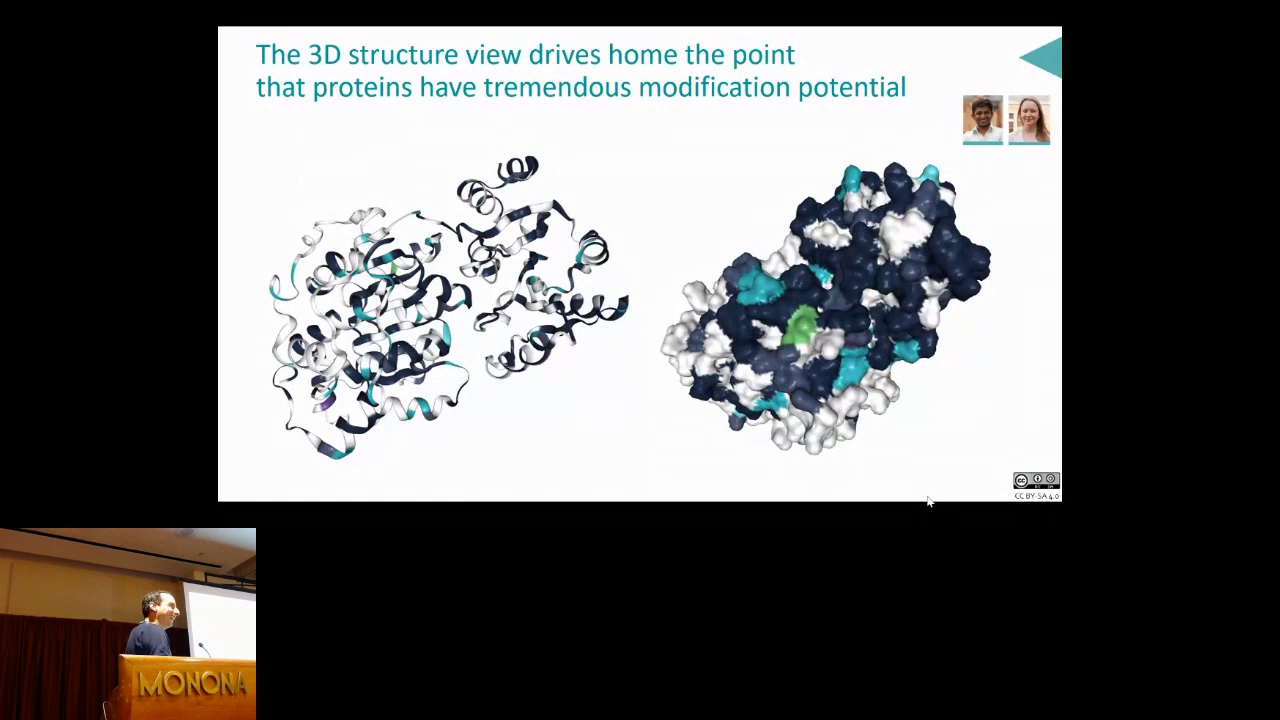 The 3D structure view drives home the point
that proteins have tremendous modification potential
CC BY-SA 4.0
MONONA